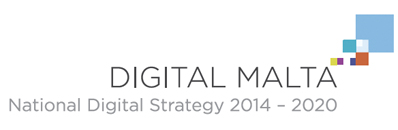 DIGITAL MALTA
National Digital Strategy 2014 – 2020